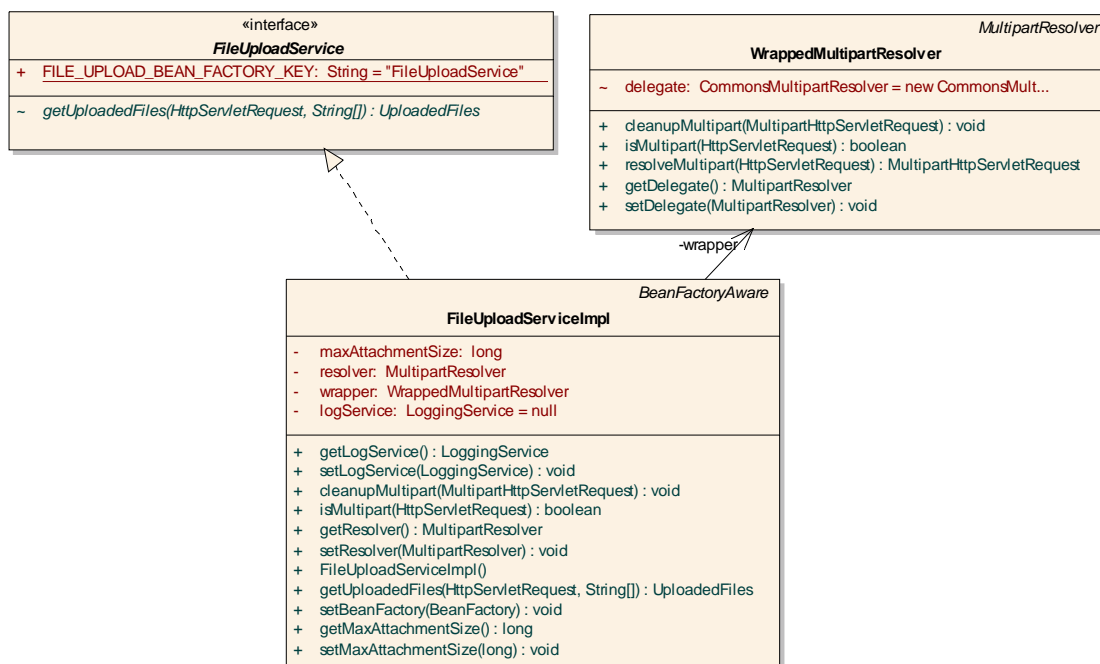 «interface»
FileUploadService
+ FILE_UPLOAD_BEAN_FACTORY_KEY: String = "FileUploadService"
~ getUploadedFiles(HttpServletRequest, String[]) : UploadedFiles
MultipartResolver
WrappedMultipartResolver
~ delegate: CommonsMultipartResolver = new CommonsMult...
+ cleanupMultipart(MultipartHttpServletRequest) : void
+ isMultipart(HttpServletRequest) : boolean
+ resolveMultipart(HttpServletRequest) : MultipartHttpServletRequest
+ getDelegate() : MultipartResolver
+ setDelegate(MultipartResolver) : void
-wrapper
BeanFactoryAware
FileUploadServiceImpl
- maxAttachmentSize: long
- resolver: MultipartResolver
- wrapper: WrappedMultipartResolver
- logService: LoggingService = null
+ getLogService() : LoggingService
+ setLogService(LoggingService) : void
+ cleanupMultipart(MultipartHttpServletRequest) : void
+ isMultipart(HttpServletRequest) : boolean
+ getResolver() : MultipartResolver
+ setResolver(MultipartResolver) : void
+ FileUploadServiceImpl()
+ getUploadedFiles(HttpServletRequest, String[]) : UploadedFiles
+ setBeanFactory(BeanFactory) : void
+ getMaxAttachmentSize() : long
+ setMaxAttachmentSize(long) : void